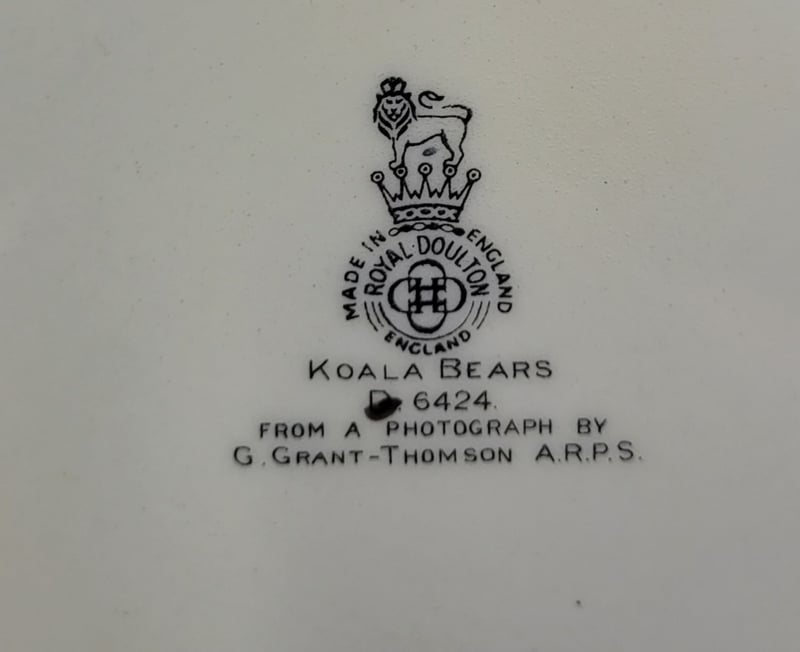 MADE IN ENGLAND
ROYAL·DOULTON
ENGLAND
KOALA BEARS
D. 6424.
FROM A PHOTOGRAPH BY
G. GRANT-THOMSON A.R.P.S.